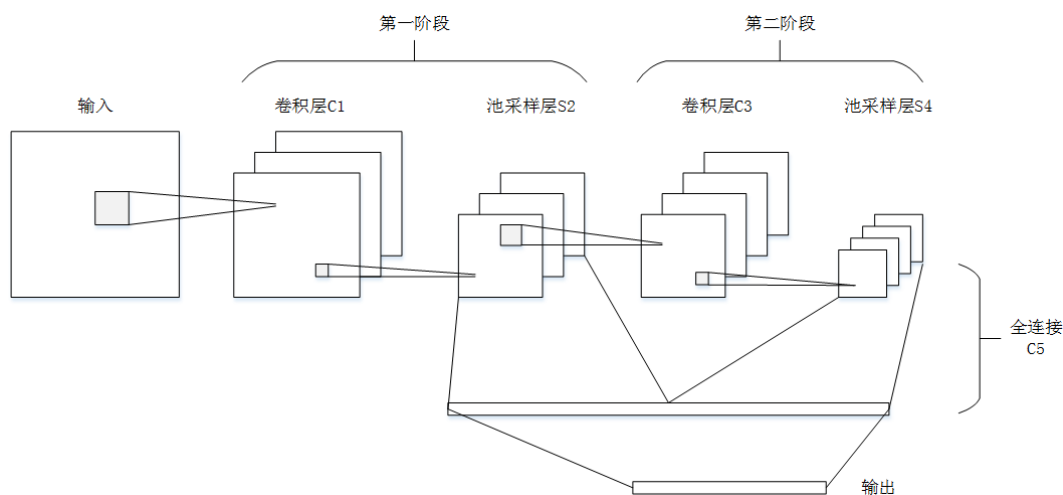 第一阶段
第二阶段
输入
卷积层C1
池采样层S2
卷积层C3
池采样层S4
全连接
C5
输出